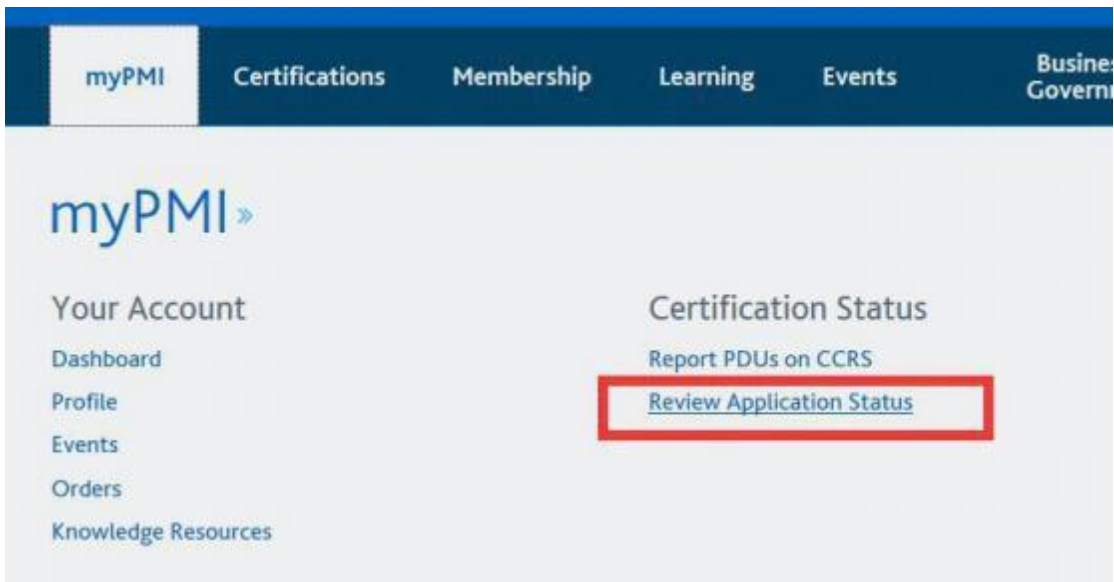 myPMI Certifications Membership Learning Events
myPMI »
Your Account
Dashboard
Profile
Events
Orders
Knowledge Resources
Certification Status
Report PDUs on CCRS
Review Application Status